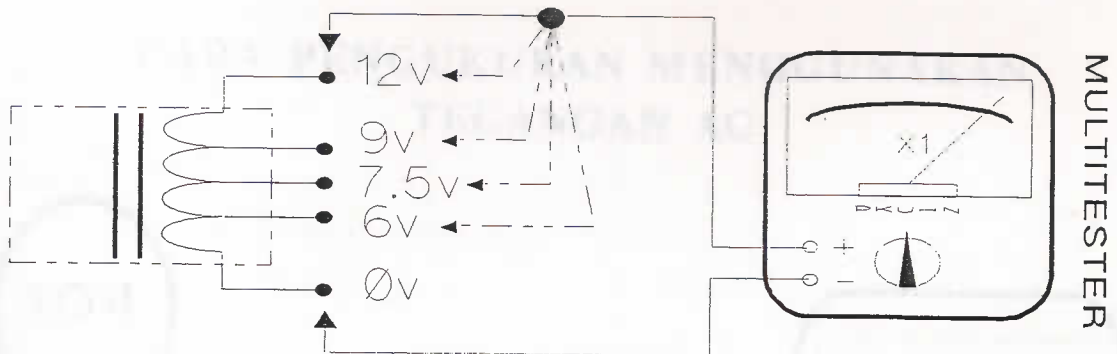 12v
9v
7.5v
6v
Øv
X1
+
−
MULTITESTER